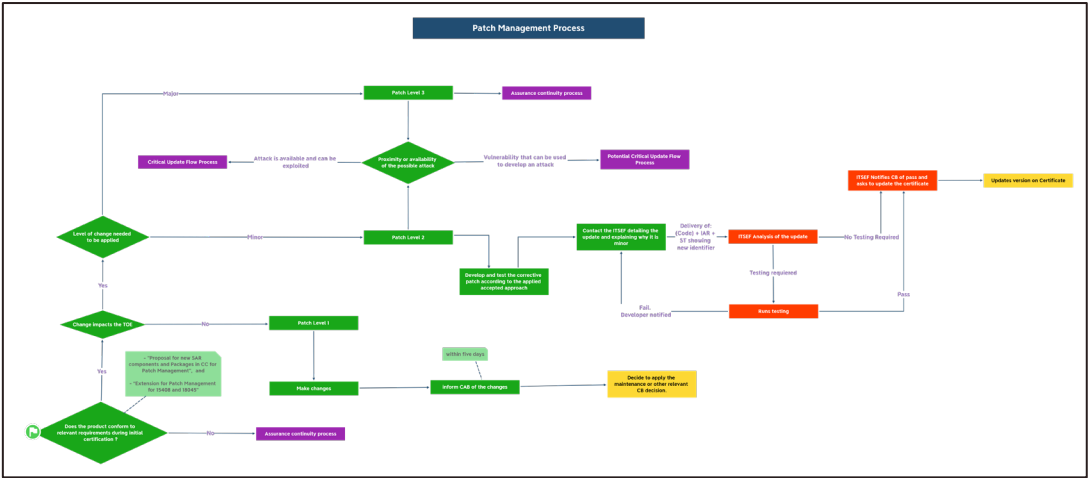 Patch Management Process
Major
Patch Level 3
Assurance continuity process
Critical Update Flow Process
Attack is available and can be
exploited
Proximity or availability
of the possible attack
Vulnerability that can be used
to develop an attack
Potential Critical Update Flow
Process
ITSEF Notifies CB of pass and
asks to update the certificate
Updates version on Certificate
Level of change needed
to be applied
Minor
Patch Level 2
Contact the ITSEF detailing the
update and explaining why it is
minor
Delivery of:
(Code) + IAR +
ST showing
new identifier
ITSEF Analysis of the update
No Testing Required
Develop and test the corrective
patch according to the applied
accepted approach
Testing requiened
Yes
Pass
Fail.
Developer notified
Runs testing
Change impacts the TOE
No
Patch Level 1
- "Proposal for new SAR
components and Packages in CC for
Patch Management", and
- "Extension for Patch Management
for 15408 and 18045"
within five days
Yes
Make changes
Inform CAB of the changes
Decide to apply the
maintenance or other relevant
CB decision.
Does the product conform to
relevant requirements during initial
certification ?
No
Assurance continuity process